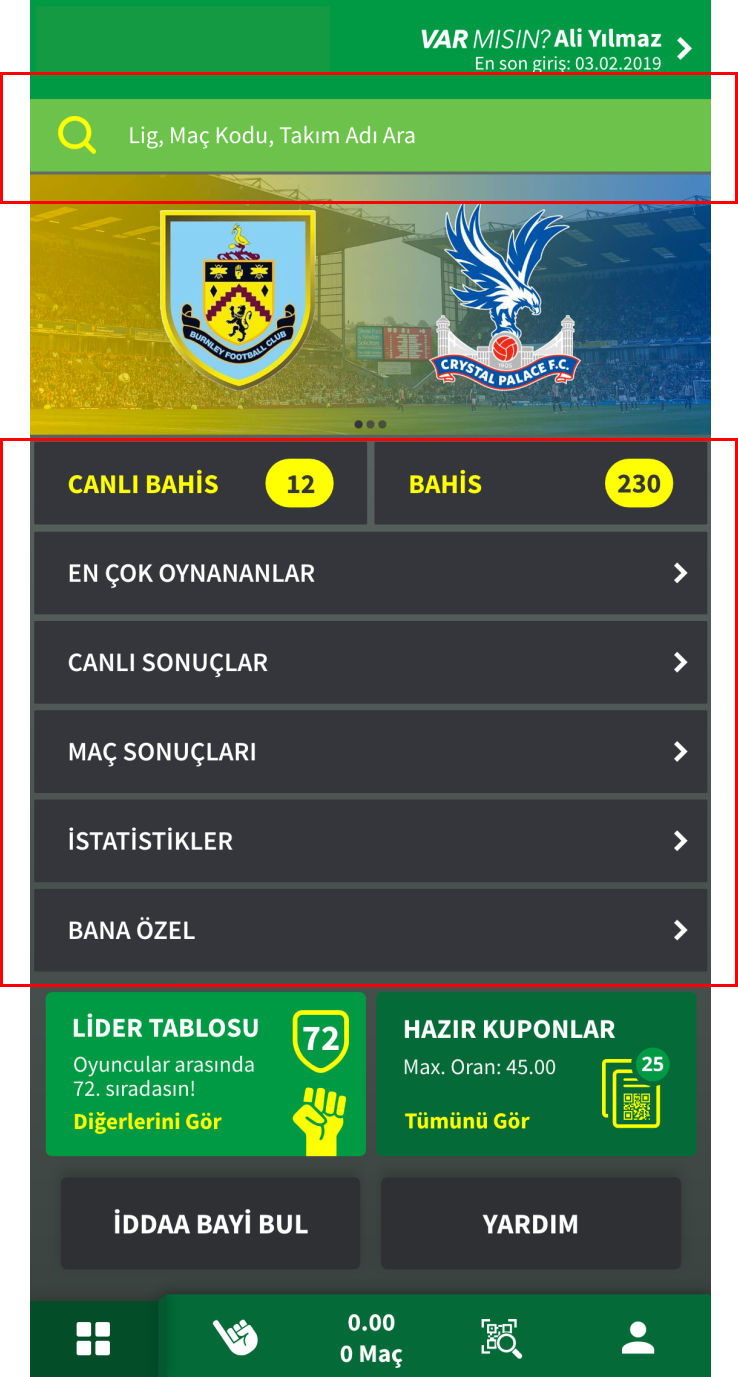 VAR MISIN? Ali Yılmaz
En son giriş: 03.02.2019
Lig, Maç Kodu, Takım Adı Ara
BURNLEY FOOTBALL CLUB
1905
CRYSTAL PALACE F.C.
CANLI BAHİS 12
BAHİS 230
EN ÇOK OYNANANLAR
CANLI SONUÇLAR
MAÇ SONUÇLARI
İSTATİSTİKLER
BANA ÖZEL
LİDER TABLOSU
72
Oyuncular arasında
72. sıradasın!
Diğerlerini Gör
HAZIR KUPONLAR
Max. Oran: 45.00
25
Tümünü Gör
İDDAA BAYİ BUL
YARDIM
0.00
0 Maç